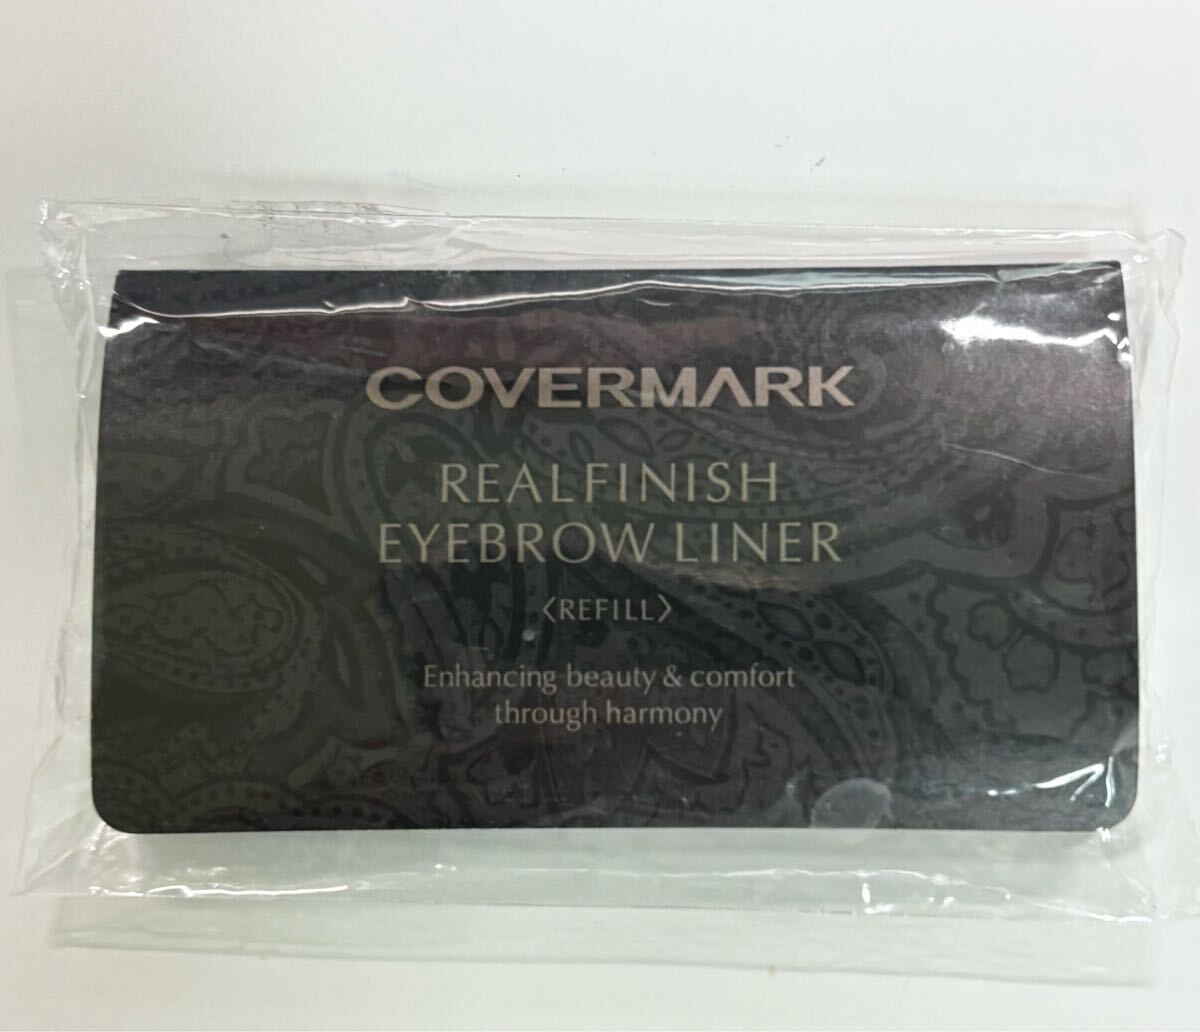 COVERMARK
REALFINISH
EYEBROW LINER
〈REFILL〉
Enhancing beauty & comfort
through harmony